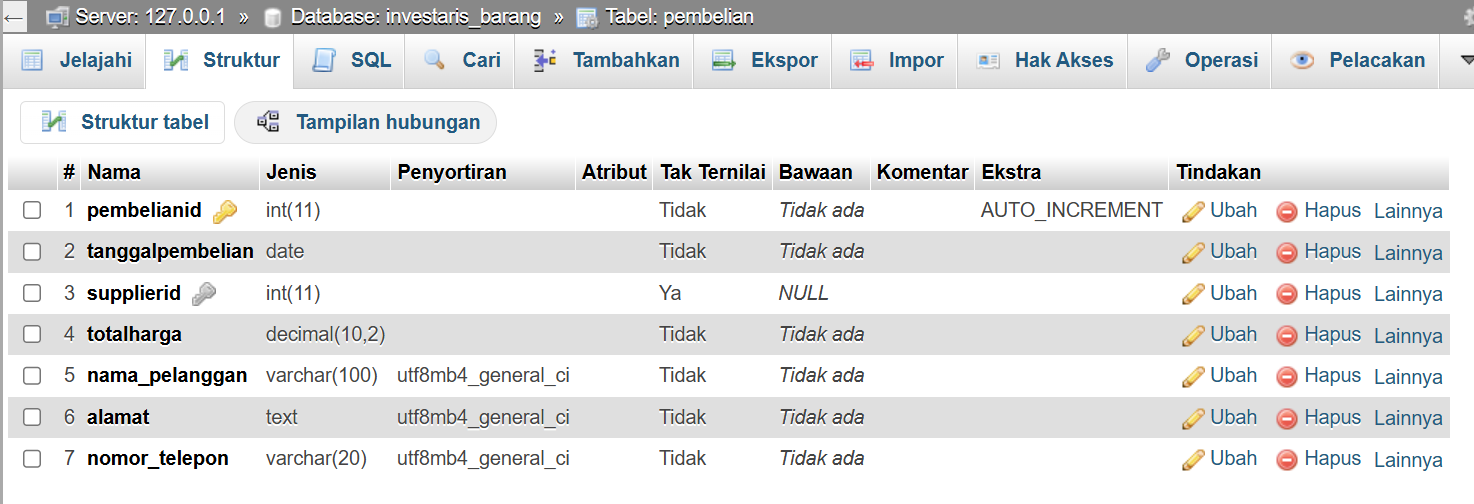 Server: 127.0.0.1 » Database: investaris_barang » Tabel: pembelian
Jelajahi Struktur SQL Cari Tambahkan Ekspor Impor Hak Akses Operasi Pelacakan
Struktur tabel Tampilan hubungan
# Nama Jenis Penyortiran Atribut Tak Ternilai Bawaan Komentar Ekstra Tindakan
1 pembelianid int(11) Tidak Tidak ada AUTO_INCREMENT Ubah Hapus Lainnya
2 tanggalpembelian date Tidak Tidak ada Ubah Hapus Lainnya
3 supplierid int(11) Ya NULL Ubah Hapus Lainnya
4 totalharga decimal(10,2) Tidak Tidak ada Ubah Hapus Lainnya
5 nama_pelanggan varchar(100) utf8mb4_general_ci Tidak Tidak ada Ubah Hapus Lainnya
6 alamat text utf8mb4_general_ci Tidak Tidak ada Ubah Hapus Lainnya
7 nomor_telepon varchar(20) utf8mb4_general_ci Tidak Tidak ada Ubah Hapus Lainnya